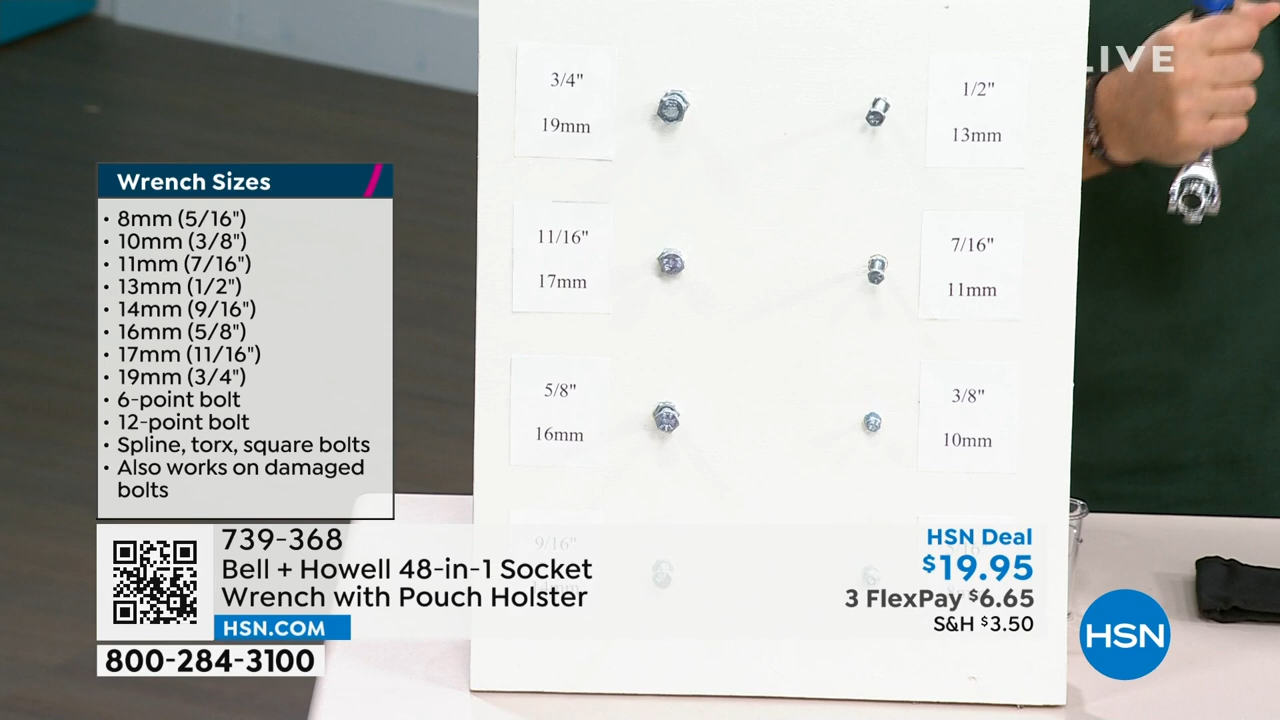 LIVE
3/4"
19mm
1/2"
13mm
11/16"
17mm
7/16"
11mm
5/8"
16mm
3/8"
10mm
9/16"
Wrench Sizes
• 8mm (5/16")
• 10mm (3/8")
• 11mm (7/16")
• 13mm (1/2")
• 14mm (9/16")
• 16mm (5/8")
• 17mm (11/16")
• 19mm (3/4")
• 6-point bolt
• 12-point bolt
• Spline, torx, square bolts
• Also works on damaged
bolts
739-368
Bell + Howell 48-in-1 Socket
Wrench with Pouch Holster
HSN.COM
800-284-3100
HSN Deal
$19.95
3 FlexPay $6.65
S&H $3.50
HSN